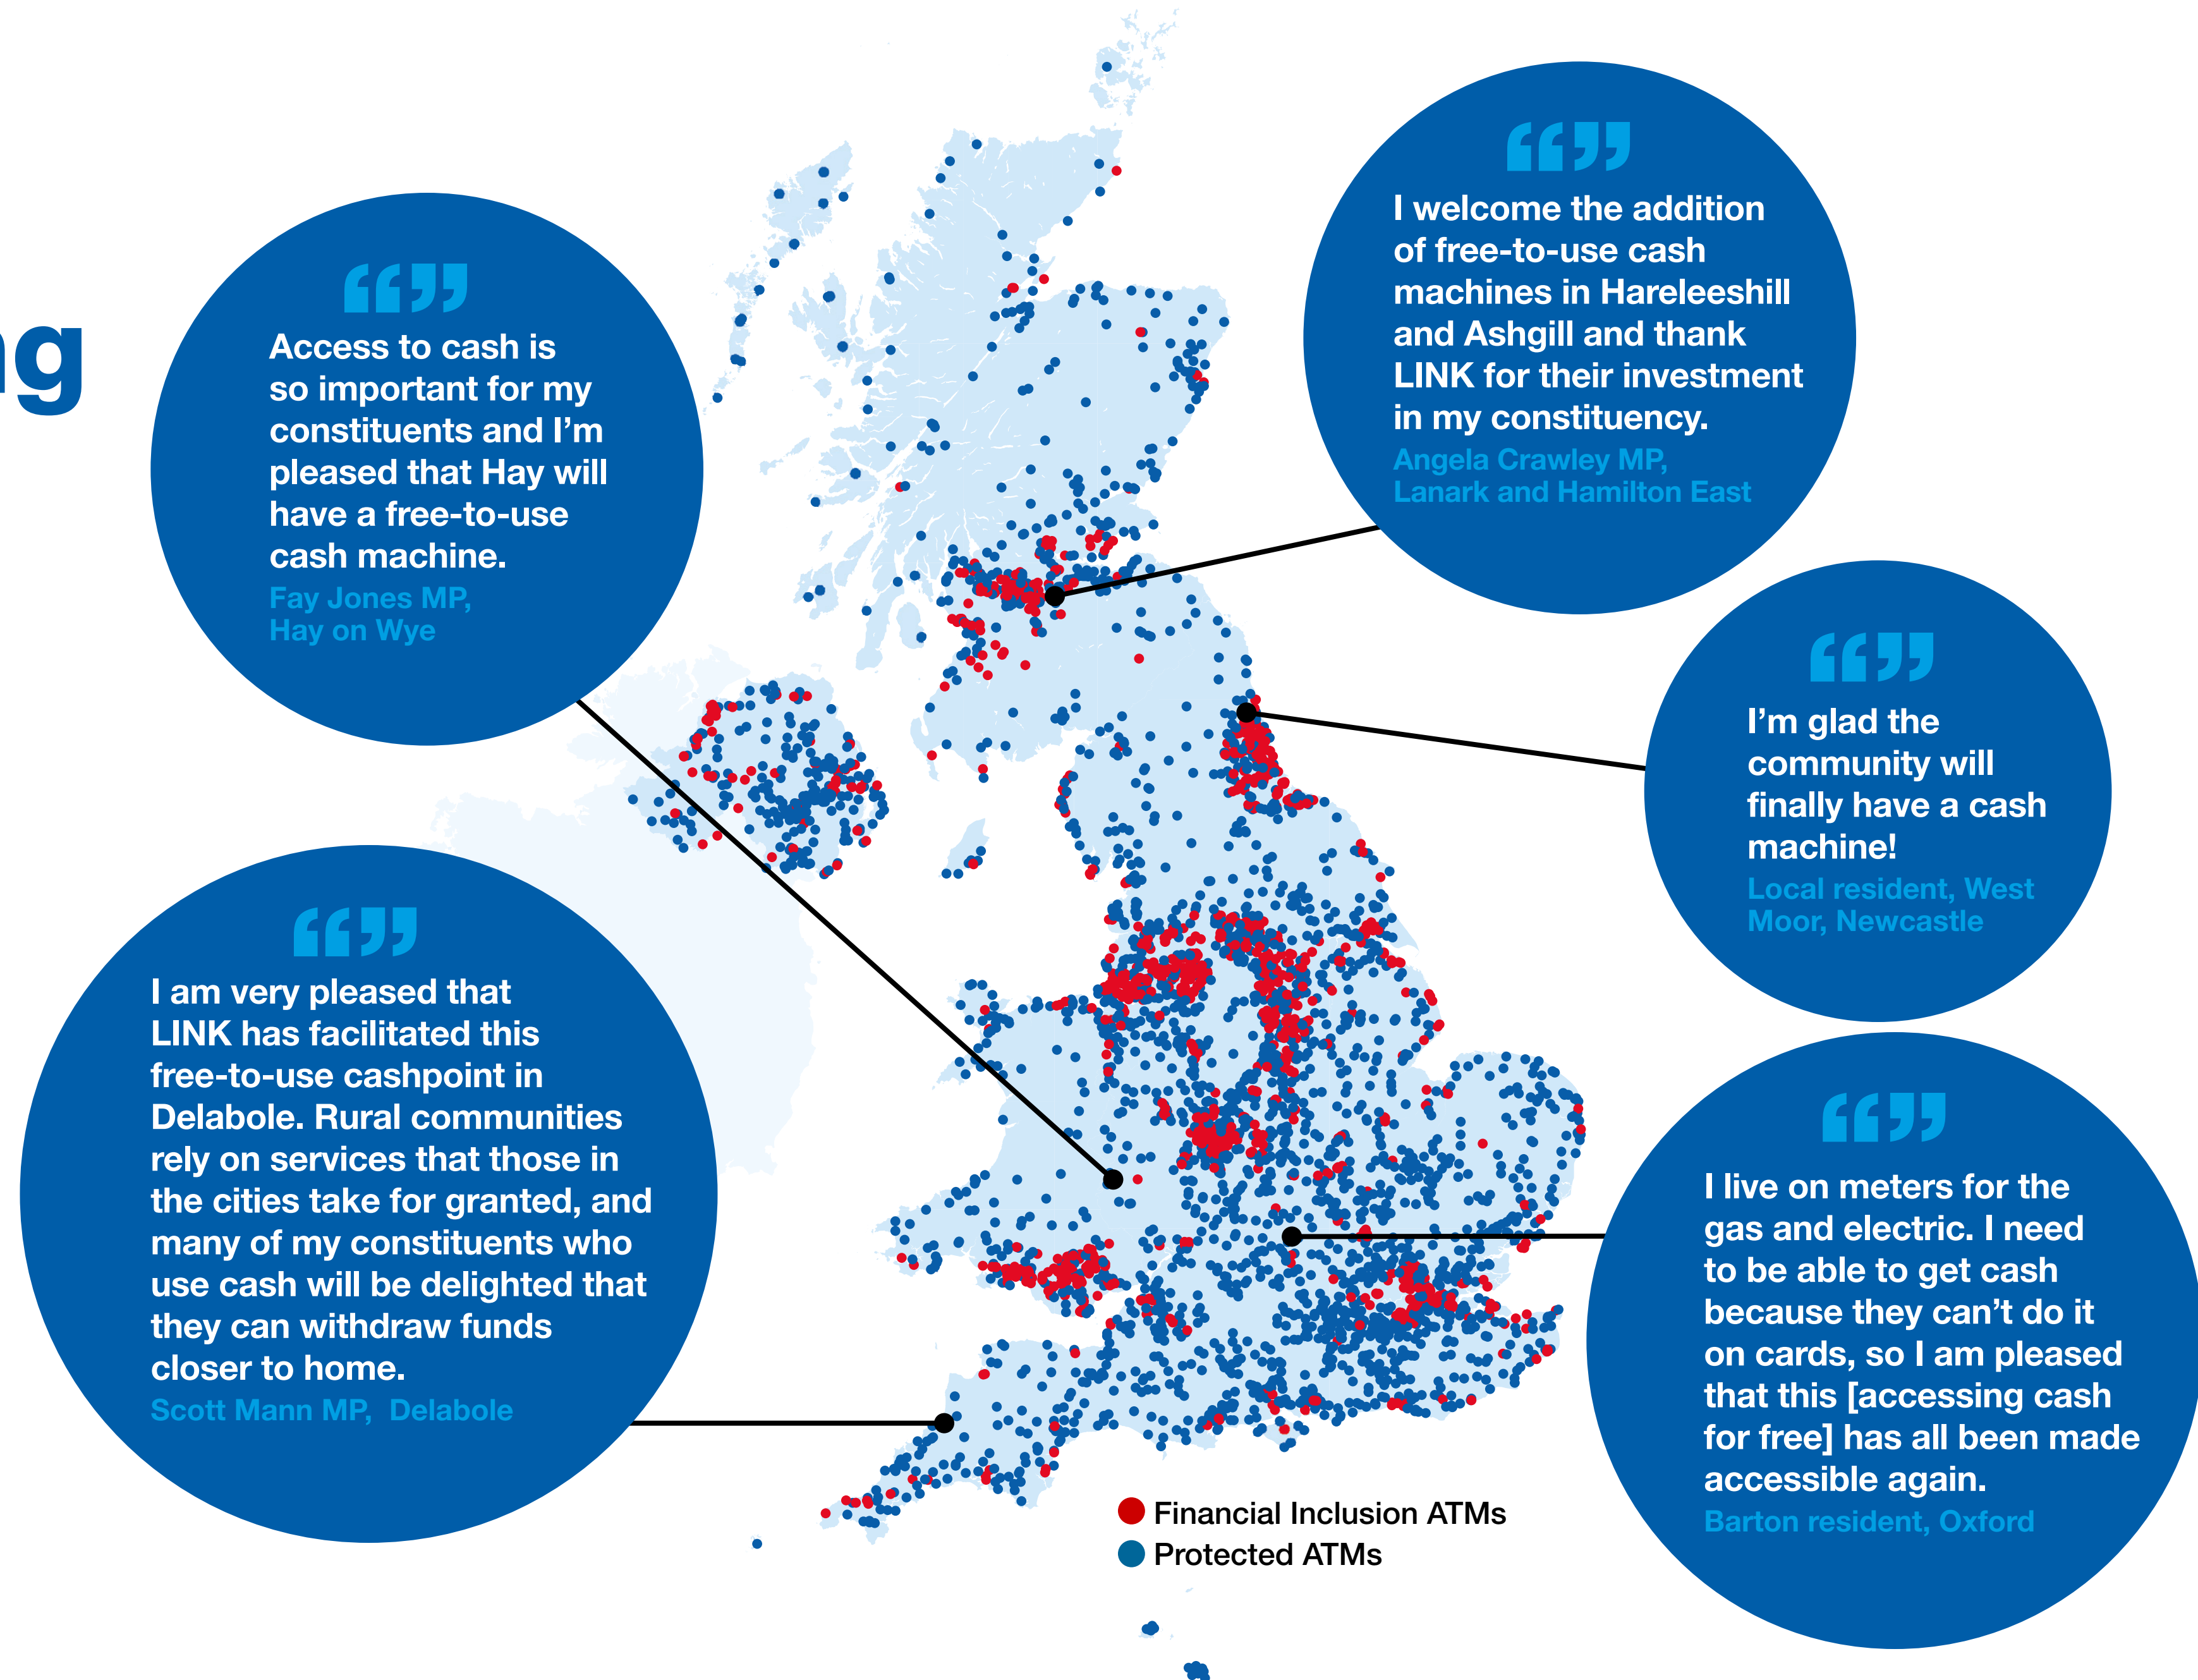 ng
Access to cash is
so important for my
constituents and I’m
pleased that Hay will
have a free-to-use
cash machine.
Fay Jones MP,
Hay on Wye
I welcome the addition
of free-to-use cash
machines in Hareleeshill
and Ashgill and thank
LINK for their investment
in my constituency.
Angela Crawley MP,
Lanark and Hamilton East
I’m glad the
community will
finally have a cash
machine!
Local resident, West
Moor, Newcastle
I am very pleased that
LINK has facilitated this
free-to-use cashpoint in
Delabole. Rural communities
rely on services that those in
the cities take for granted, and
many of my constituents who
use cash will be delighted that
they can withdraw funds
closer to home.
Scott Mann MP, Delabole
I live on meters for the
gas and electric. I need
to be able to get cash
because they can’t do it
on cards, so I am pleased
that this [accessing cash
for free] has all been made
accessible again.
Barton resident, Oxford
Financial Inclusion ATMs
Protected ATMs